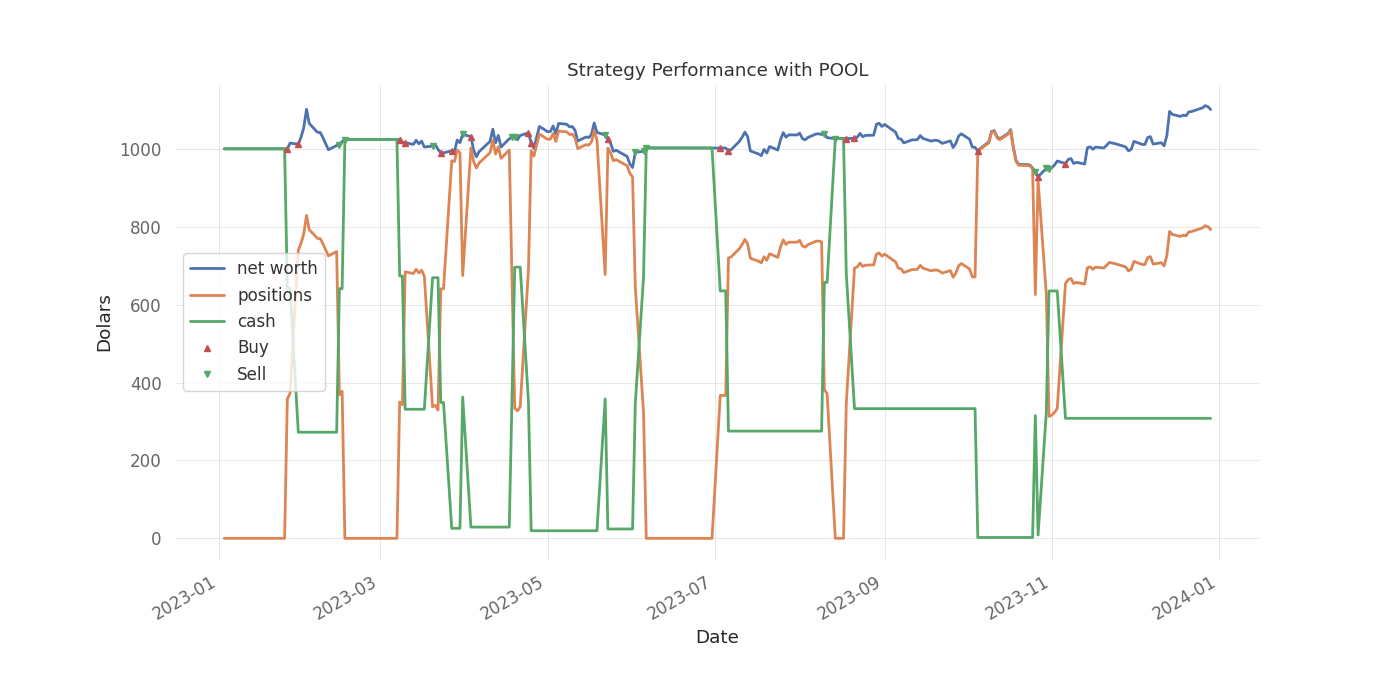 Strategy Performance with POOL
1000
800
600
400
200
0
Dolars
net worth
positions
cash
Buy
Sell
2023-01
2023-03
2023-05
2023-07
2023-09
2023-11
2024-01
Date